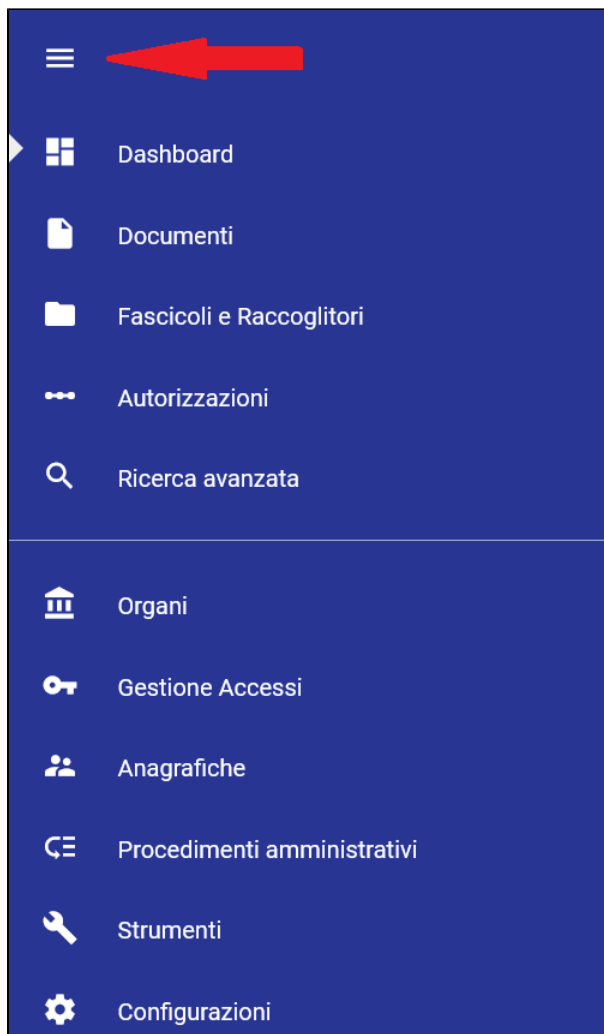 Dashboard
Documenti
Fascicoli e Raccoglitori
Autorizzazioni
Ricerca avanzata
Organi
Gestione Accessi
Anagrafiche
Procedimenti amministrativi
Strumenti
Configurazioni